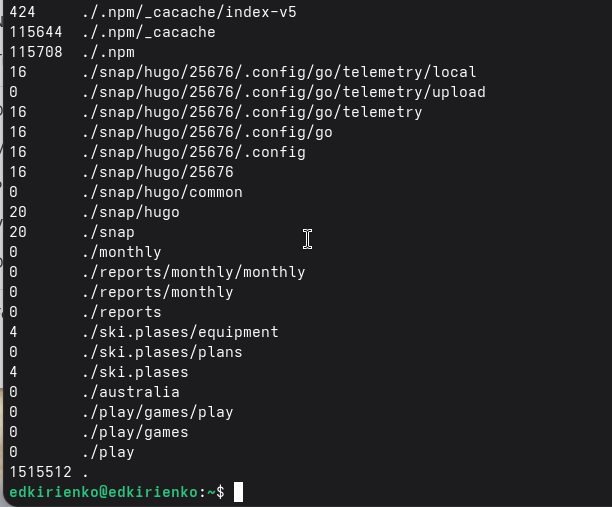 424     ./.npm/_cacache/index-v5
115644  ./.npm/_cacache
115708  ./.npm
16      ./snap/hugo/25676/.config/go/telemetry/local
0       ./snap/hugo/25676/.config/go/telemetry/upload
16      ./snap/hugo/25676/.config/go/telemetry
16      ./snap/hugo/25676/.config/go
16      ./snap/hugo/25676/.config
16      ./snap/hugo/25676
0       ./snap/hugo/common
20      ./snap/hugo
20      ./snap
0       ./monthly
0       ./reports/monthly/monthly
0       ./reports/monthly
0       ./reports
4       ./ski.plases/equipment
0       ./ski.plases/plans
4       ./ski.plases
0       ./australia
0       ./play/games/play
0       ./play/games
0       ./play
1515512 .
edkirienko@edkirienko:~$